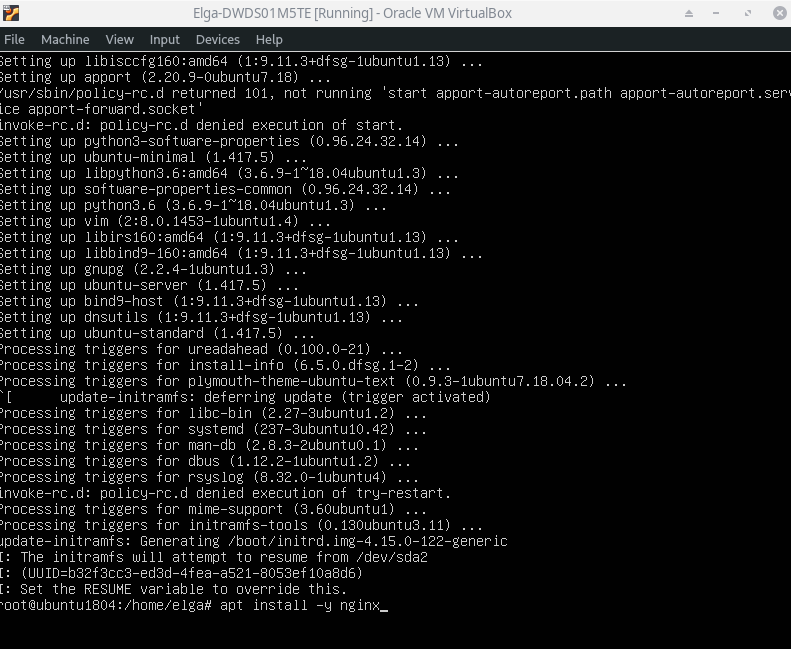 Elga-DWDS01M5TE [Running] - Oracle VM VirtualBox
File Machine View Input Devices Help
Setting up libisccfg160:amd64 (1:9.11.3+dfsg-1ubuntu1.13) ...
Setting up apport (2.20.9-0ubuntu7.18) ...
/usr/sbin/policy-rc.d returned 101, not running 'start apport-autoreport.path apport-autoreport.serv
ice apport-forward.socket'
invoke-rc.d: policy-rc.d denied execution of start.
Setting up python3-software-properties (0.96.24.32.14) ...
Setting up ubuntu-minimal (1.417.5) ...
Setting up libpython3.6:amd64 (3.6.9-1~18.04ubuntu1.3) ...
Setting up software-properties-common (0.96.24.32.14) ...
Setting up python3.6 (3.6.9-1~18.04ubuntu1.3) ...
Setting up vim (2:8.0.1453-1ubuntu1.4) ...
Setting up libirs160:amd64 (1:9.11.3+dfsg-1ubuntu1.13) ...
Setting up libbind9-160:amd64 (1:9.11.3+dfsg-1ubuntu1.13) ...
Setting up gnupg (2.2.4-1ubuntu1.3) ...
Setting up ubuntu-server (1.417.5) ...
Setting up bind9-host (1:9.11.3+dfsg-1ubuntu1.13) ...
Setting up dnsutils (1:9.11.3+dfsg-1ubuntu1.13) ...
Setting up ubuntu-standard (1.417.5) ...
Processing triggers for ureadahead (0.100.0-21) ...
Processing triggers for install-info (6.5.0.dfsg.1-2) ...
Processing triggers for plymouth-theme-ubuntu-text (0.9.3-1ubuntu7.18.04.2) ...
^[ update-initramfs: deferring update (trigger activated)
Processing triggers for libc-bin (2.27-3ubuntu1.2) ...
Processing triggers for systemd (237-3ubuntu10.42) ...
Processing triggers for man-db (2.8.3-2ubuntu0.1) ...
Processing triggers for dbus (1.12.2-1ubuntu1.2) ...
Processing triggers for rsyslog (8.32.0-1ubuntu4) ...
invoke-rc.d: policy-rc.d denied execution of try-restart.
Processing triggers for mime-support (3.60ubuntu1) ...
Processing triggers for initramfs-tools (0.130ubuntu3.11) ...
update-initramfs: Generating /boot/initrd.img-4.15.0-122-generic
I: The initramfs will attempt to resume from /dev/sda2
I: (UUID=b32f3cc3-ed3d-4fea-a521-8053ef10a8d6)
I: Set the RESUME variable to override this.
root@ubuntu1804:/home/elga# apt install -y nginx_